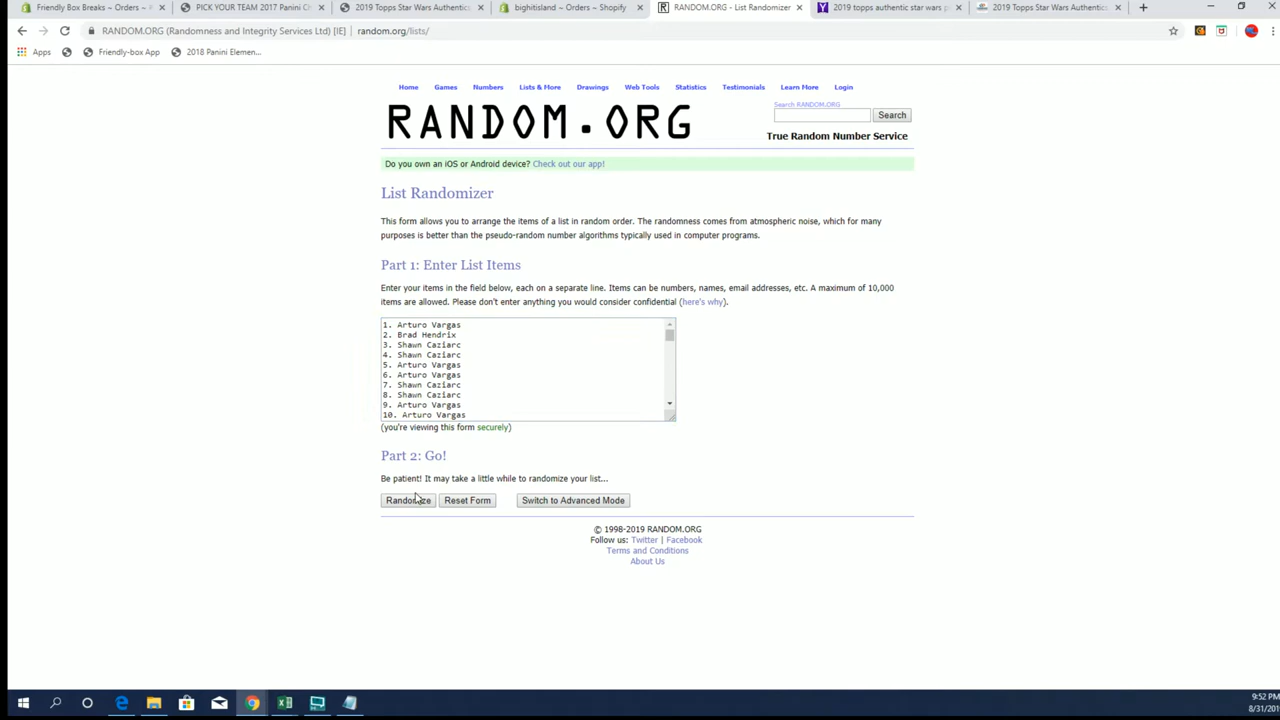 Friendly Box Breaks ~ Orders ~
PICK YOUR TEAM 2017 Panini C
2019 Topps Star Wars Authentic
bighitisland ~ Orders ~ Shopify
RANDOM.ORG - List Randomizer
2019 topps authentic star wars p
2019 Topps Star Wars Authentic
RANDOM.ORG (Randomness and Integrity Services Ltd) [IE] | random.org/lists/
Apps
Friendly-box App
2018 Panini Elemen...
Home Games Numbers Lists & More Drawings Web Tools Statistics Testimonials Learn More Login
RANDOM.ORG
Search RANDOM.ORG
Search
True Random Number Service
Do you own an iOS or Android device? Check out our app!
List Randomizer
This form allows you to arrange the items of a list in random order. The randomness comes from atmospheric noise, which for many
purposes is better than the pseudo-random number algorithms typically used in computer programs.
Part 1: Enter List Items
Enter your items in the field below, each on a separate line. Items can be numbers, names, email addresses, etc. A maximum of 10,000
items are allowed. Please don't enter anything you would consider confidential (here's why).
1. Arturo Vargas
2. Brad Hendrix
3. Shawn Caziarc
4. Shawn Caziarc
5. Arturo Vargas
6. Arturo Vargas
7. Shawn Caziarc
8. Shawn Caziarc
9. Arturo Vargas
10. Arturo Vargas
(you're viewing this form securely)
Part 2: Go!
Be patient! It may take a little while to randomize your list...
Randomize Reset Form Switch to Advanced Mode
© 1998-2019 RANDOM.ORG
Follow us: Twitter | Facebook
Terms and Conditions
About Us
9:52 PM
8/31/201